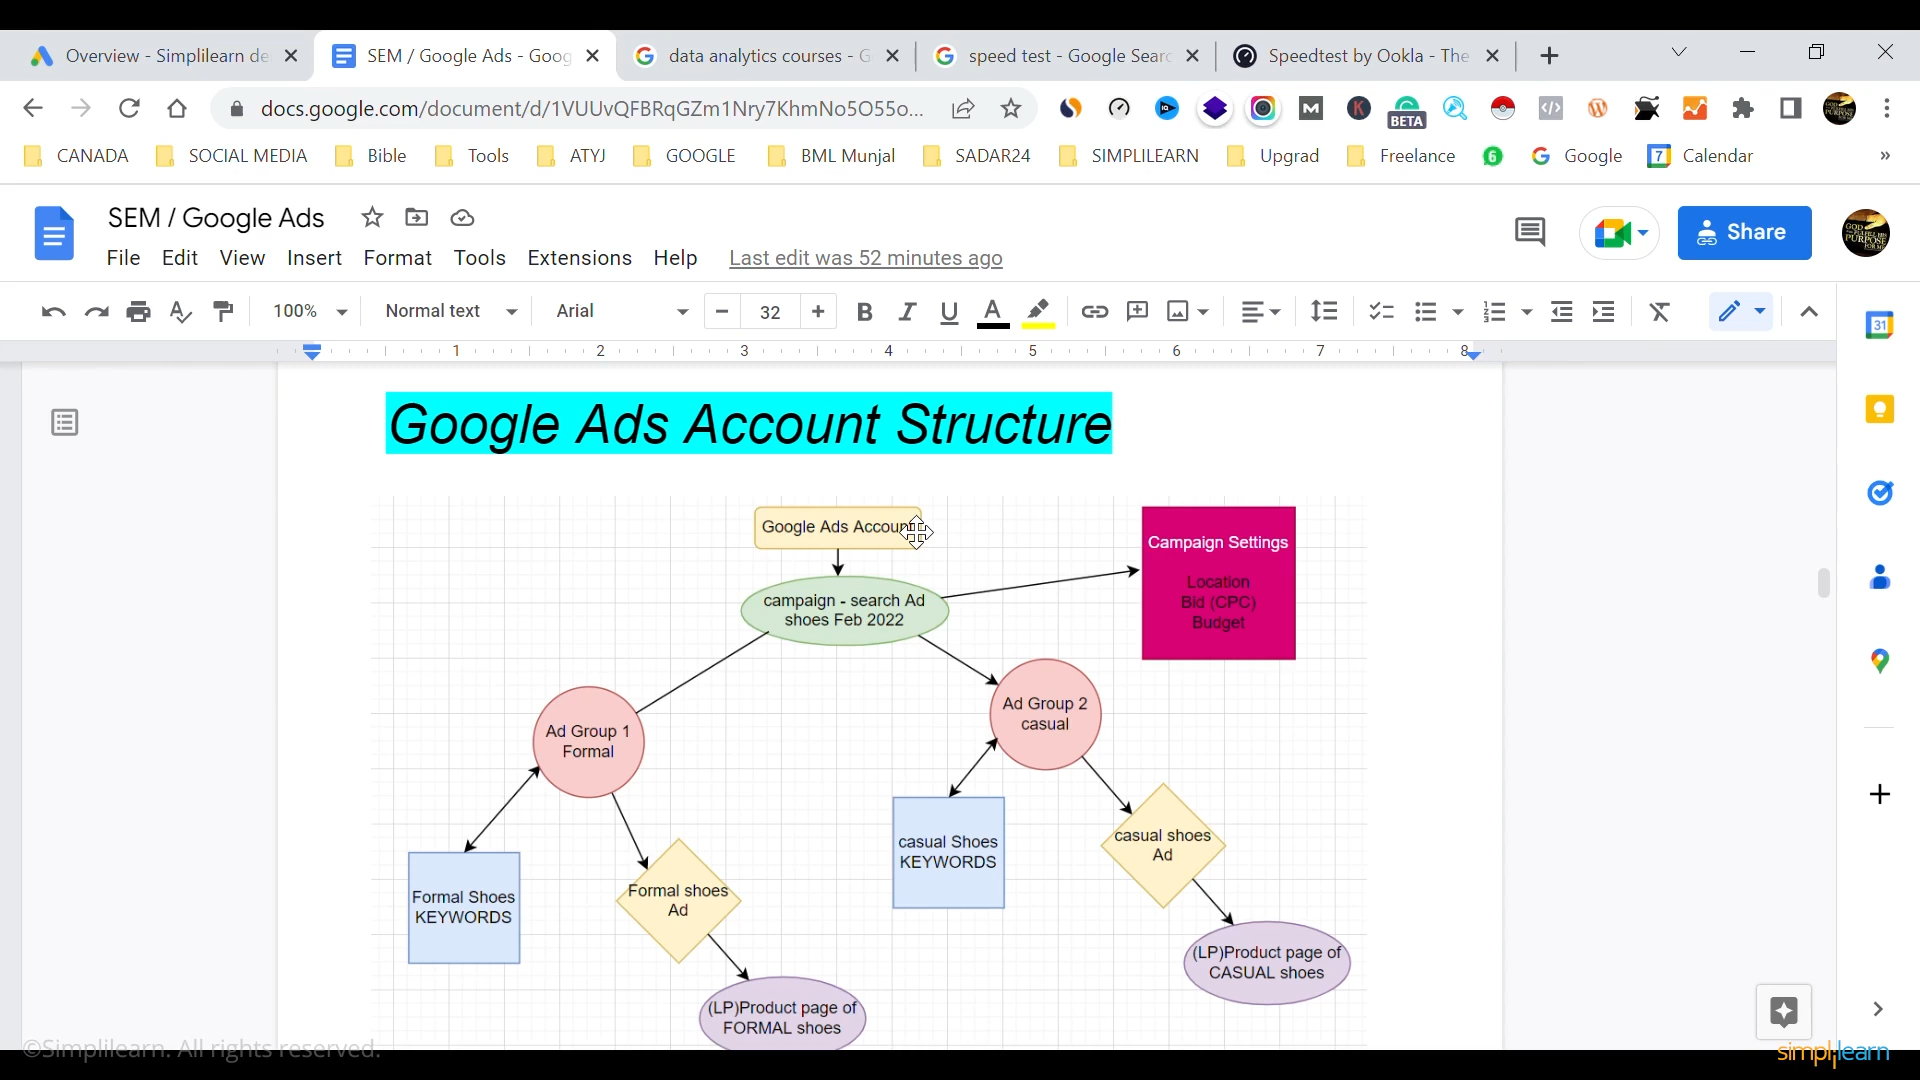 Overview - Simplilearn de
SEM / Google Ads - Goog
data analytics courses - G
speed test - Google Searc
Speedtest by Ookla - The
docs.google.com/document/d/1VUUvQFBRqGZm1Nry7KhmNo5O55o...
BETA
CANADA
SOCIAL MEDIA
Bible
Tools
ATYJ
GOOGLE
BML Munjal
SADAR24
SIMPLILEARN
Upgrad
Freelance
Google
7
Calendar
»
SEM / Google Ads
Share
File Edit View Insert Format Tools Extensions Help Last edit was 52 minutes ago
100% Normal text Arial 32 B I U A
31
1 2 3 4 5 6 7 8
Google Ads Account Structure
Google Ads Account
Campaign Settings
Location
Bid (CPC)
Budget
campaign - search Ad
shoes Feb 2022
Ad Group 1
Formal
Ad Group 2
casual
Formal Shoes
KEYWORDS
Formal shoes
Ad
casual Shoes
KEYWORDS
casual shoes
Ad
(LP)Product page of
CASUAL shoes
(LP)Product page of
FORMAL shoes
©Simplilearn. All rights reserved.
simplilearn